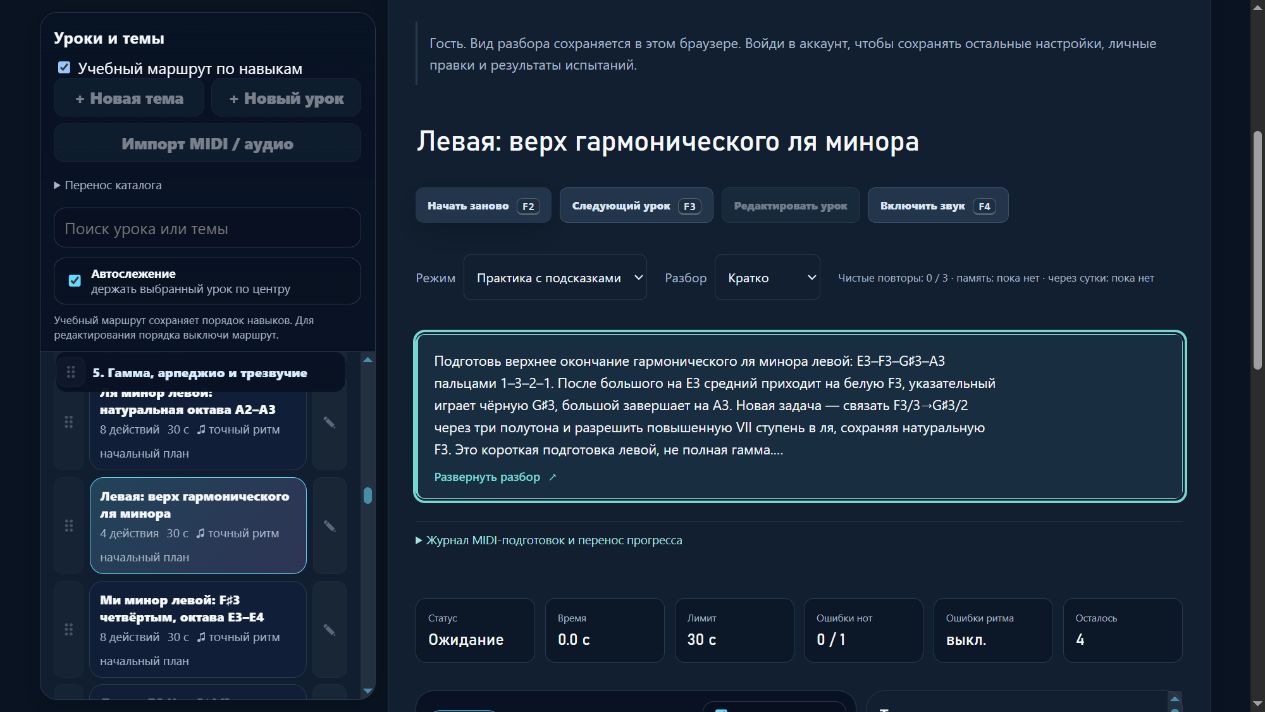 Уроки и темы
Учебный маршрут по навыкам
+ Новая тема
+ Новый урок
Импорт MIDI / аудио
Перенос каталога
Поиск урока или темы
Автослежение
держать выбранный урок по центру
Учебный маршрут сохраняет порядок навыков. Для
редактирования порядка выключи маршрут.
5. Гамма, арпеджио и трезвучие
Ля минор левой:
натуральная октава A2–A3
8 действий 30 с ♫ точный ритм
начальный план
Левая: верх гармонического
ля минора
4 действия 30 с ♫ точный ритм
начальный план
Ми минор левой: F♯3
четвёртым, октава E3–E4
8 действий 30 с ♫ точный ритм
начальный план
Гость. Вид разбора сохраняется в этом браузере. Войди в аккаунт, чтобы сохранять остальные настройки, личные
правки и результаты испытаний.
Левая: верх гармонического ля минора
Начать заново F2
Следующий урок F3
Редактировать урок
Включить звук F4
Режим Практика с подсказками
Разбор Кратко
Чистые повторы: 0 / 3 · память: пока нет · через сутки: пока нет
Подготовь верхнее окончание гармонического ля минора левой: E3–F3–G♯3–A3
пальцами 1–3–2–1. После большого на E3 средний приходит на белую F3, указательный
играет чёрную G♯3, большой завершает на A3. Новая задача — связать F3/3→G♯3/2
через три полутона и разрешить повышенную VII ступень в ля, сохраняя натуральную
F3. Это короткая подготовка левой, не полная гамма....
Развернуть разбор ↗
Журнал MIDI-подготовок и перенос прогресса
Статус
Ожидание
Время
0.0 с
Лимит
30 с
Ошибки нот
0 / 1
Ошибки ритма
выкл.
Осталось
4